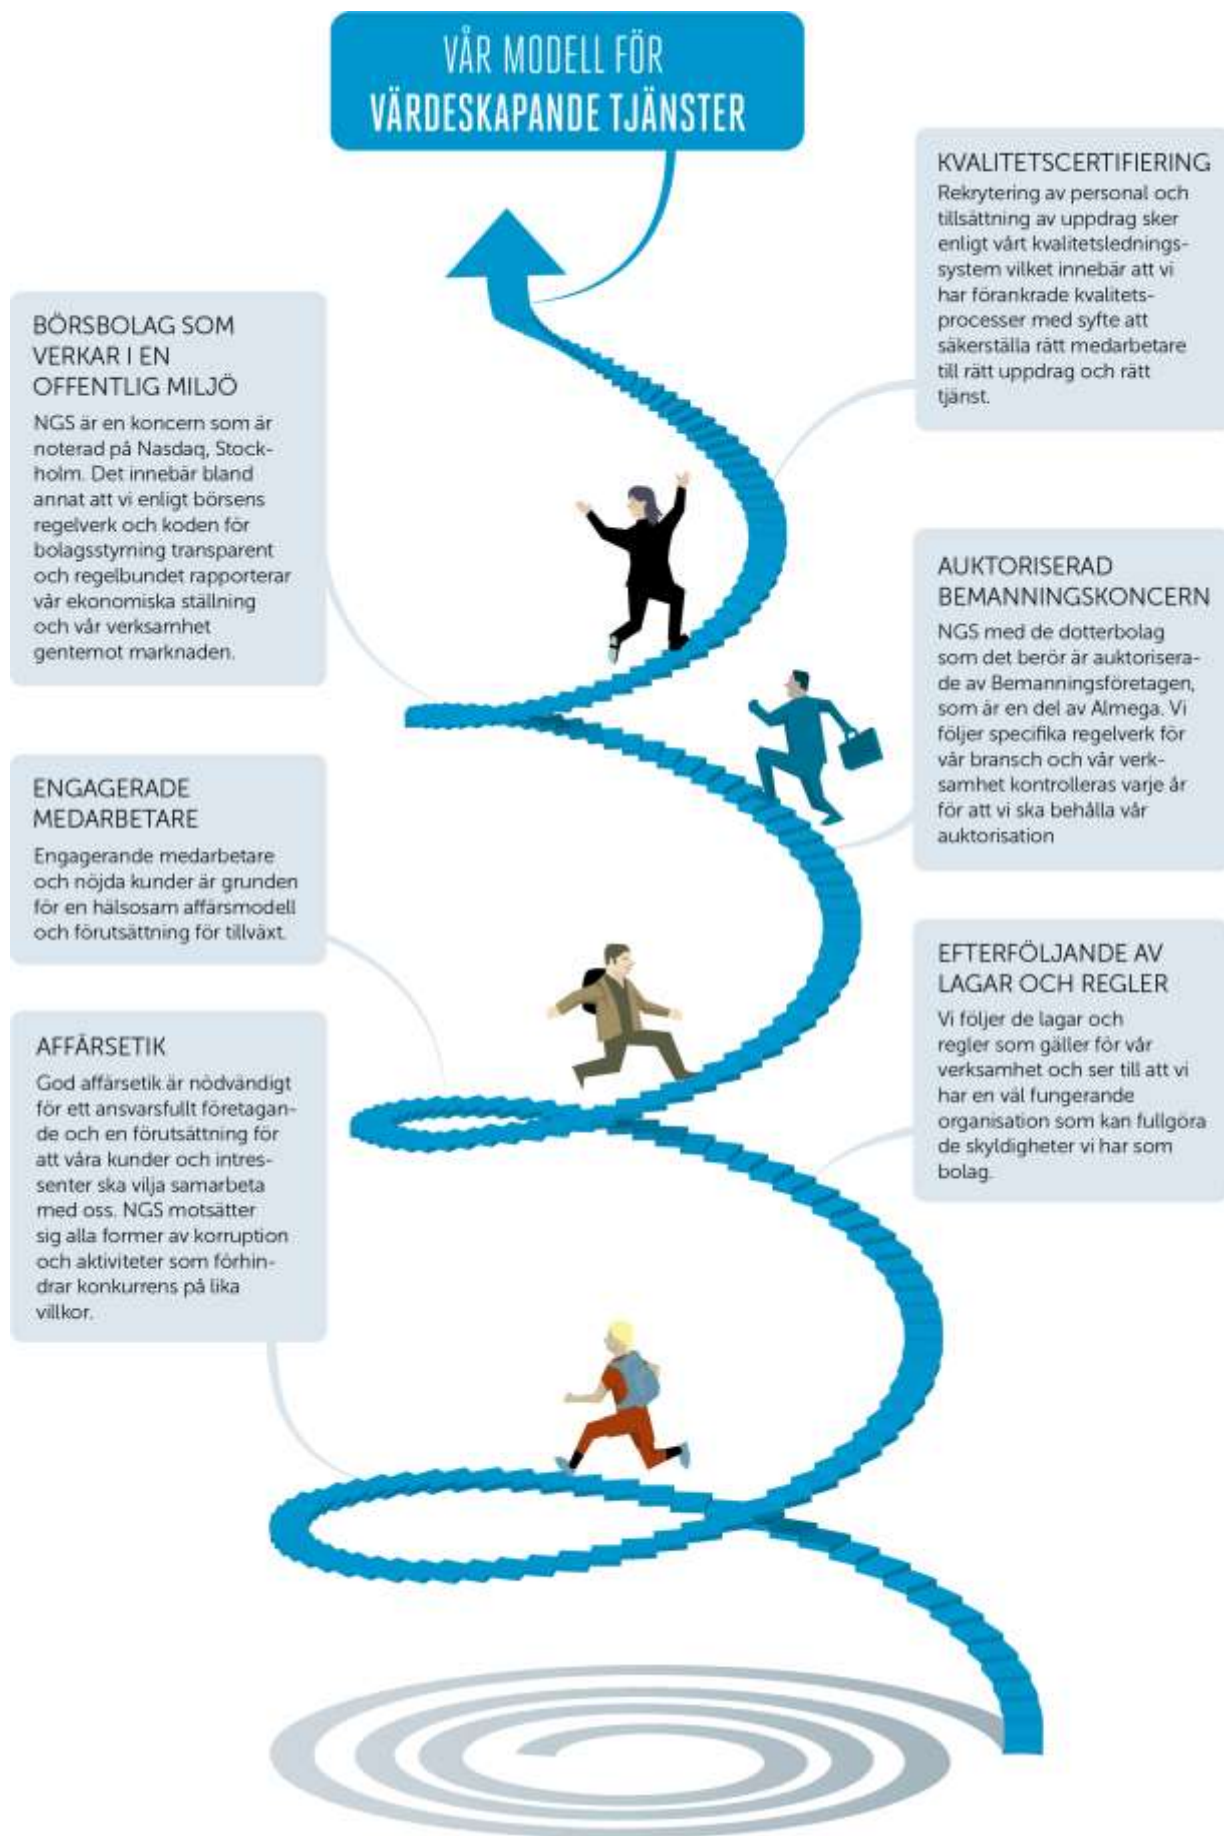 VÅR MODELL FÖR
VÄRDESKAPANDE TJÄNSTER
KVALITETSCERTIFIERING
Rekrytering av personal och
tillsättning av uppdrag sker
enligt vårt kvalitetslednings-
system vilket innebär att vi
har förankrade kvalitets-
processer med syfte att
säkerställa rätt medarbetare
till rätt uppdrag och rätt
tjänst.
BÖRSBOLAG SOM
VERKAR I EN
OFFENTLIG MILJÖ
NGS är en koncern som är
noterad på Nasdaq, Stock-
holm. Det innebär bland
annat att vi enligt börsens
regelverk och koden för
bolagsstyrning transparent
och regelbundet rapporterar
vår ekonomiska ställning
och vår verksamhet
gentemot marknaden.
AUKTORISERAD
BEMANNINGSKONCERN
NGS med de dotterbolag
som det berör är auktorisera-
de av Bemanningsföretagen,
som är en del av Almega. Vi
följer specifika regelverk för
vår bransch och vår verk-
samhet kontrolleras varje år
för att vi ska behålla vår
auktorisation
ENGAGERADE
MEDARBETARE
Engagerande medarbetare
och nöjda kunder är grunden
för en hälsosam affärsmodell
och förutsättning för tillväxt.
EFTERFÖLJANDE AV
LAGAR OCH REGLER
Vi följer de lagar och
regler som gäller för vår
verksamhet och ser till att vi
har en väl fungerande
organisation som kan fullgöra
de skyldigheter vi har som
bolag.
AFFÄRSETIK
God affärsetik är nödvändigt
för ett ansvarsfullt företagan-
de och en förutsättning för
att våra kunder och intres-
senter ska vilja samarbeta
med oss. NGS motsätter
sig alla former av korruption
och aktiviteter som förhin-
drar konkurrens på lika
villkor.